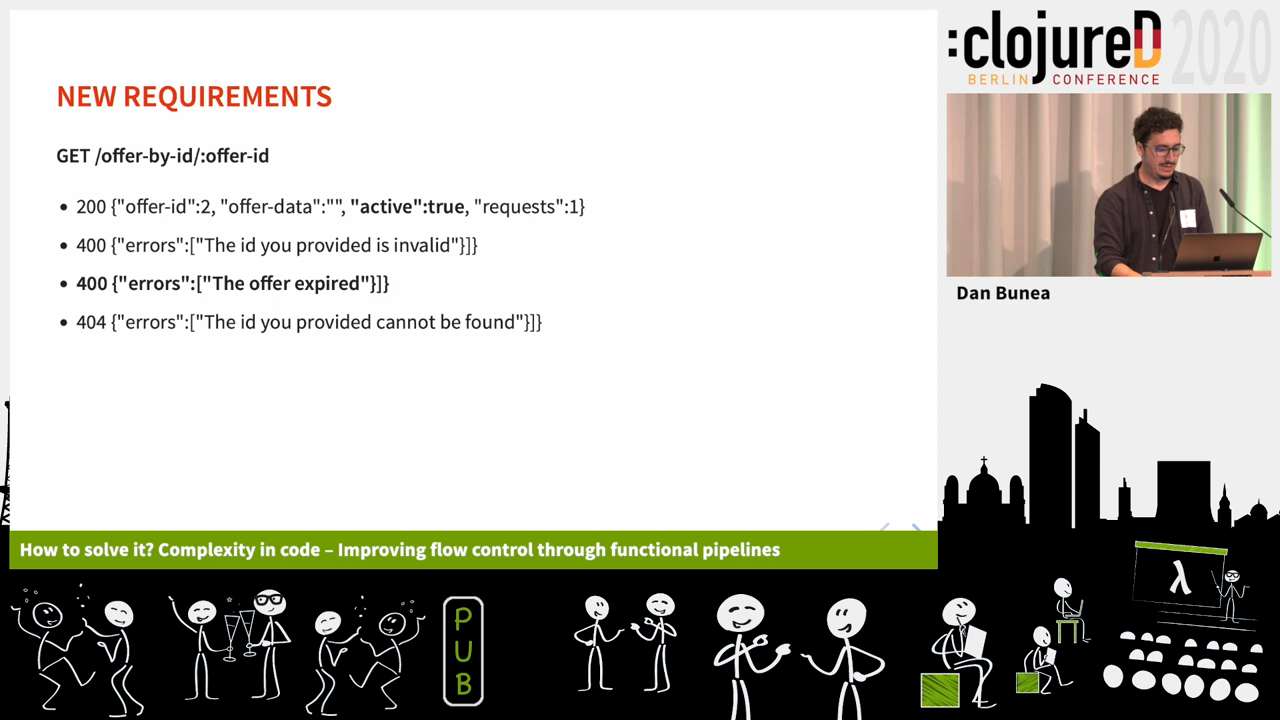 NEW REQUIREMENTS
GET /offer-by-id/:offer-id
• 200 {"offer-id":2, "offer-data":"", "active":true, "requests":1}
• 400 {"errors":["The id you provided is invalid"}]}
• 400 {"errors":["The offer expired"}]}
• 404 {"errors":["The id you provided cannot be found"}]}
:clojureD 2020
BERLIN CONFERENCE
Dan Bunea
How to solve it? Complexity in code – Improving flow control through functional pipelines
PUB
λ